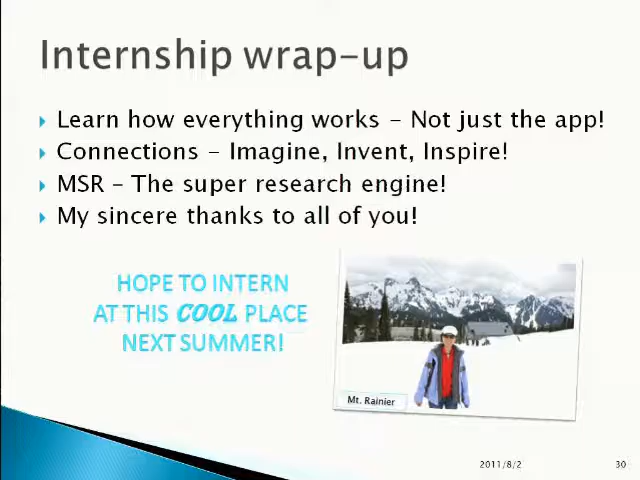 Internship wrap-up
Learn how everything works – Not just the app!
Connections – Imagine, Invent, Inspire!
MSR – The super research engine!
My sincere thanks to all of you!
HOPE TO INTERN
AT THIS COOL PLACE
NEXT SUMMER!
Mt. Rainier
2011/8/2
30